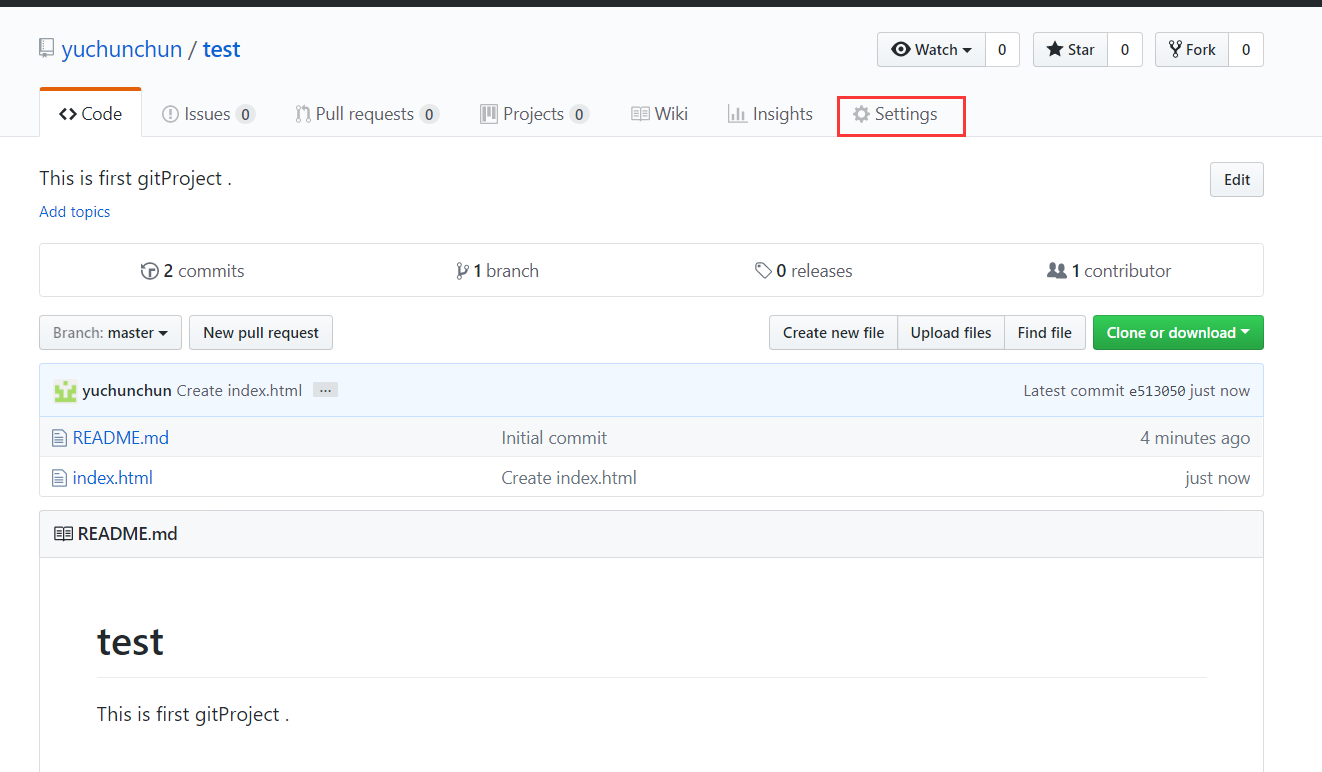 yuchunchun / test
Watch 0 Star 0 Fork 0
Code Issues 0 Pull requests 0 Projects 0 Wiki Insights Settings
This is first gitProject .
Edit
Add topics
2 commits 1 branch 0 releases 1 contributor
Branch: master New pull request Create new file Upload files Find file Clone or download
yuchunchun Create index.html ... Latest commit e513050 just now
README.md Initial commit 4 minutes ago
index.html Create index.html just now
README.md
test
This is first gitProject .